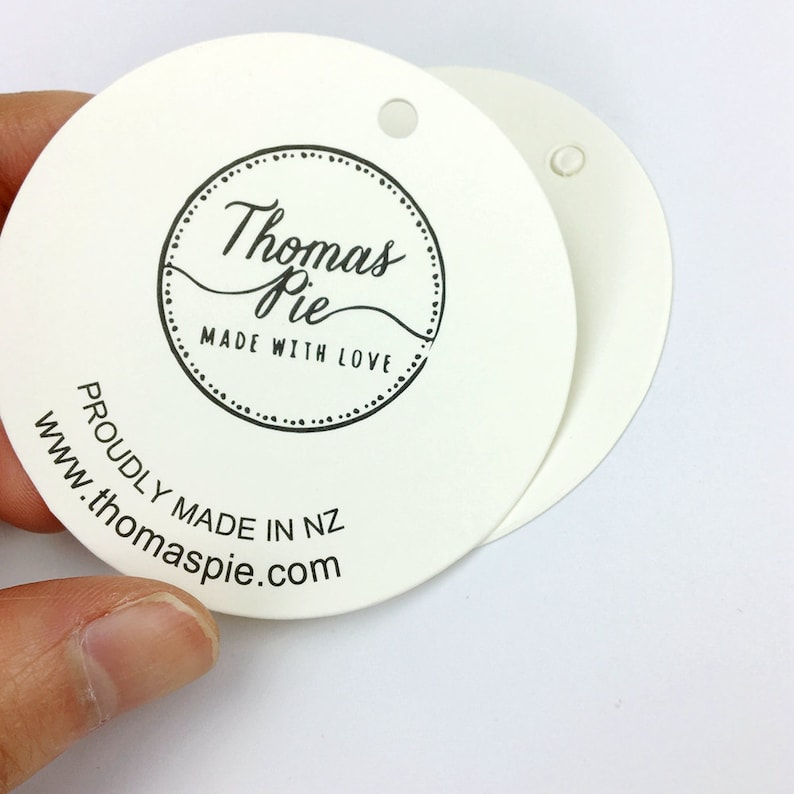 Thomas
Pie
MADE WITH LOVE
PROUDLY MADE IN NZ
www.thomaspie.com